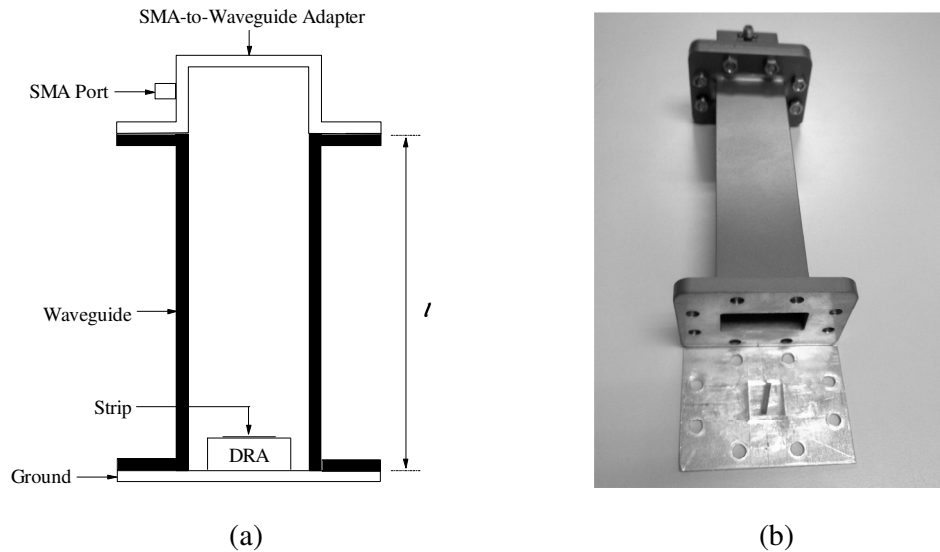 SMA-to-Waveguide Adapter
SMA Port
Waveguide
l
Strip
DRA
Ground
(a)
(b)